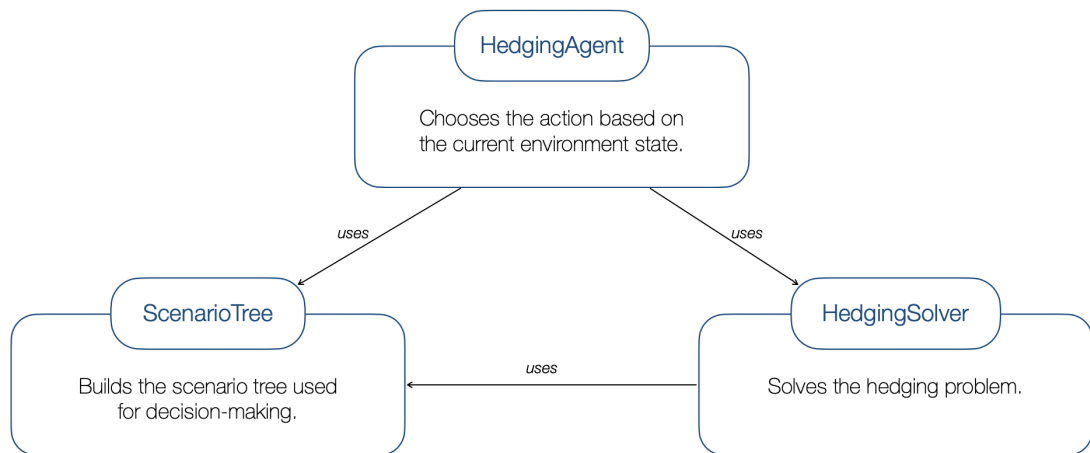 HedgingAgent
Chooses the action based on
the current environment state.
uses
uses
ScenarioTree
HedgingSolver
Builds the scenario tree used
for decision-making.
uses
Solves the hedging problem.